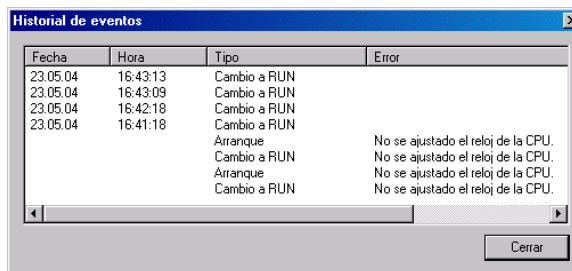 Historial de eventos
Fecha Hora Tipo Error
23.05.04 16:43:13 Cambio a RUN
23.05.04 16:43:09 Cambio a RUN
23.05.04 16:42:18 Cambio a RUN
23.05.04 16:41:18 Cambio a RUN
Arranque No se ajustado el reloj de la CPU.
Cambio a RUN No se ajustado el reloj de la CPU.
Arranque No se ajustado el reloj de la CPU.
Cambio a RUN No se ajustado el reloj de la CPU.
Cerrar